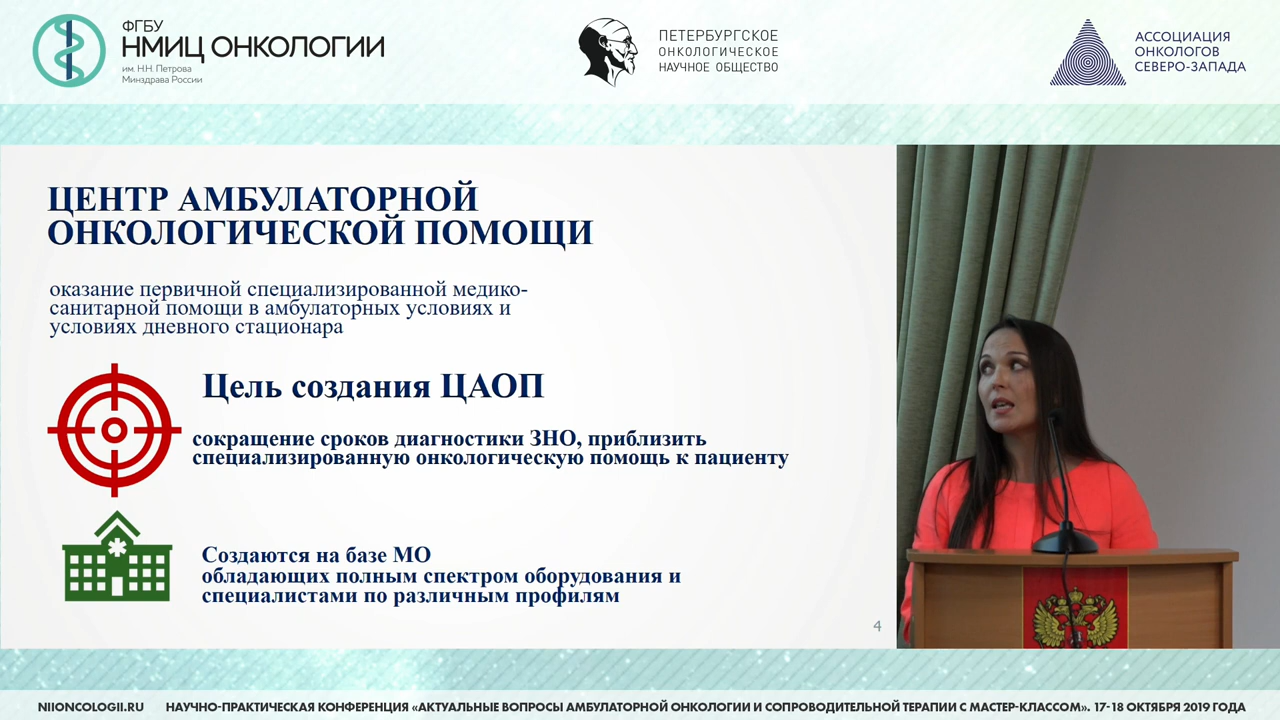 ФГБУ
НМИЦ ОНКОЛОГИИ
им. Н.Н. Петрова
Минздрава России
ПЕТЕРБУРГСКОЕ
ОНКОЛОГИЧЕСКОЕ
НАУЧНОЕ ОБЩЕСТВО
АССОЦИАЦИЯ
ОНКОЛОГОВ
СЕВЕРО-ЗАПАДА
ЦЕНТР АМБУЛАТОРНОЙ
ОНКОЛОГИЧЕСКОЙ ПОМОЩИ
оказание первичной специализированной медико-
санитарной помощи в амбулаторных условиях и
условиях дневного стационара
Цель создания ЦАОП
сокращение сроков диагностики ЗНО, приблизить
специализированную онкологическую помощь к пациенту
Создаются на базе МО
обладающих полным спектром оборудования и
специалистами по различным профилям
4
NIIONCOLOGII.RU НАУЧНО-ПРАКТИЧЕСКАЯ КОНФЕРЕНЦИЯ «АКТУАЛЬНЫЕ ВОПРОСЫ АМБУЛАТОРНОЙ ОНКОЛОГИИ И СОПРОВОДИТЕЛЬНОЙ ТЕРАПИИ С МАСТЕР-КЛАССОМ». 17-18 ОКТЯБРЯ 2019 ГОДА